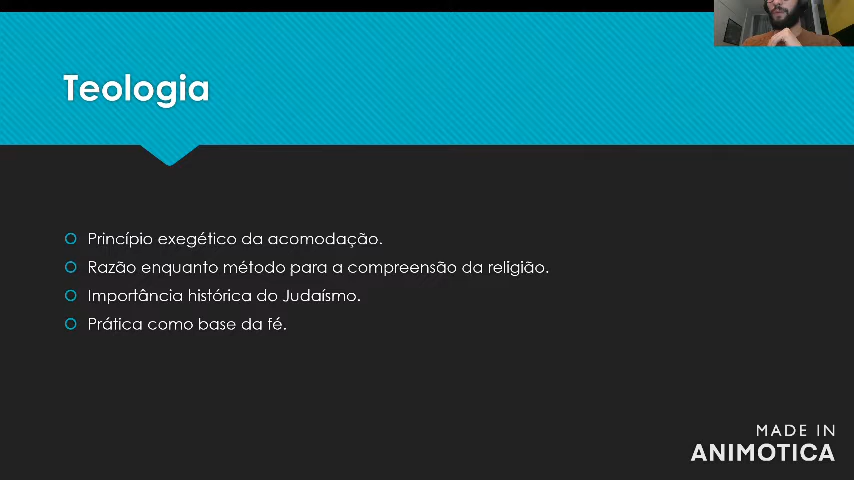 Teologia
Princípio exegético da acomodação.
Razão enquanto método para a compreensão da religião.
Importância histórica do Judaísmo.
Prática como base da fé.
MADE IN
ANIMOTICA